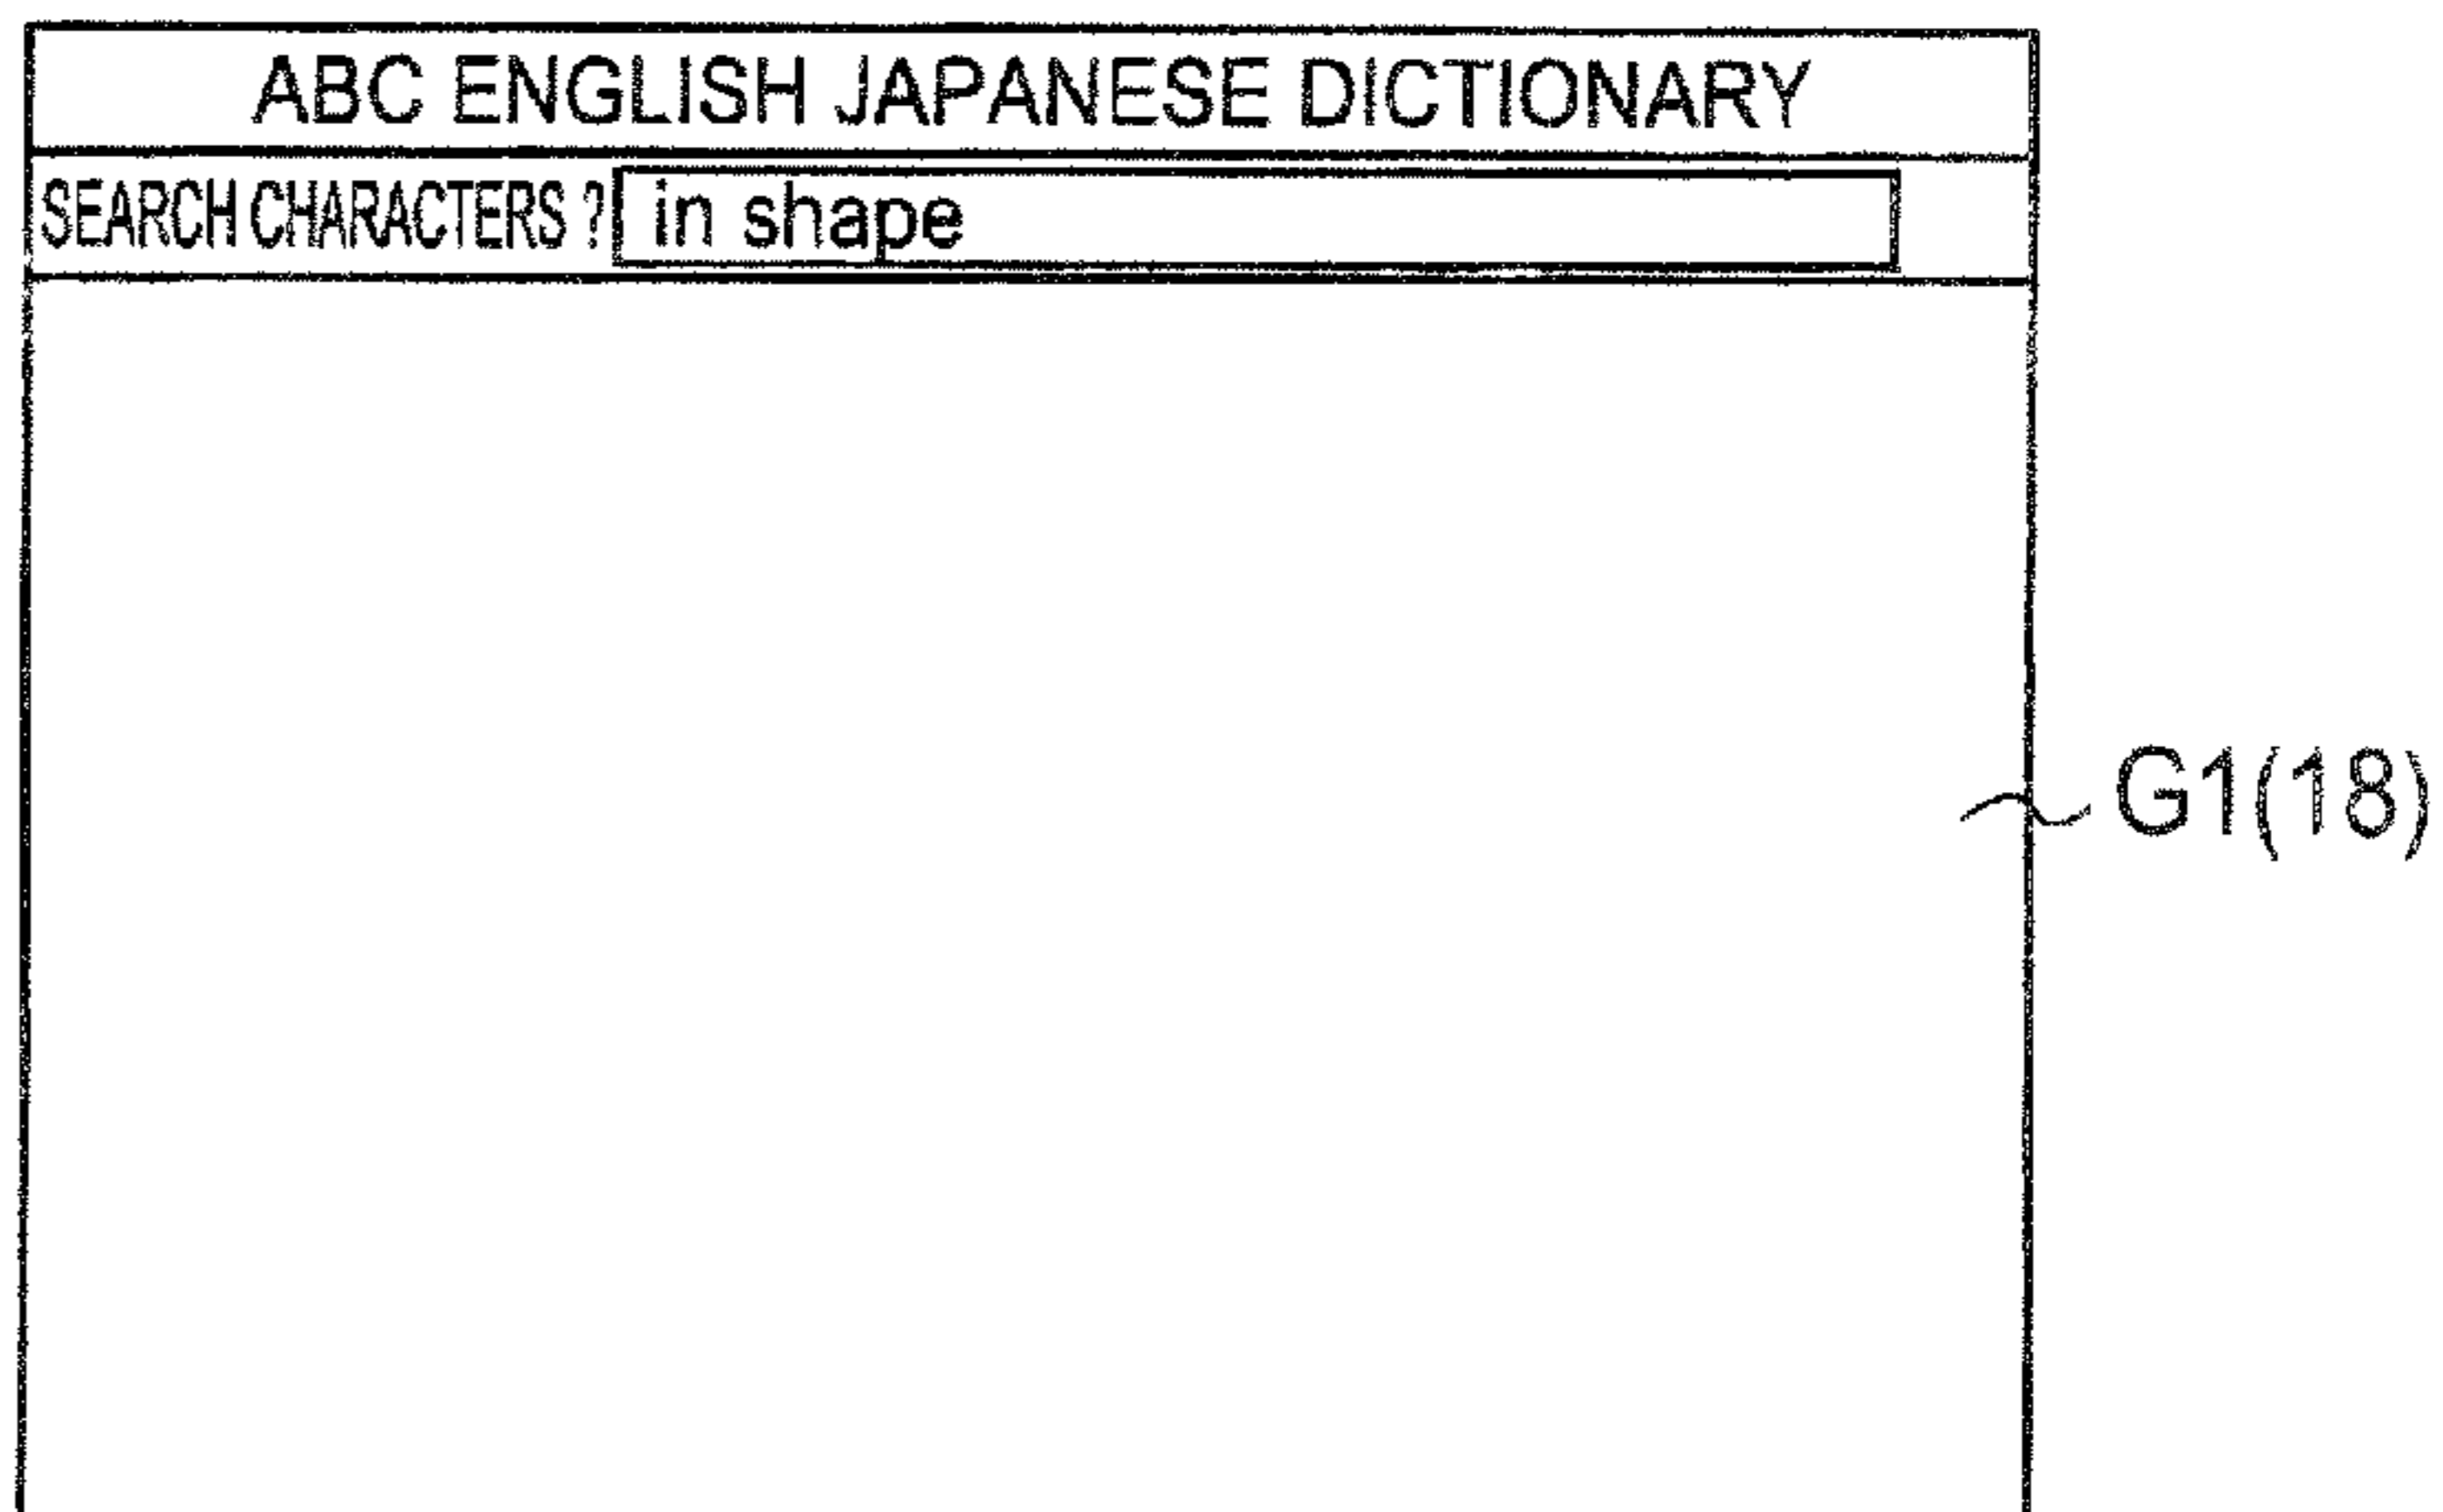 ABC ENGLISH JAPANESE DICTIONARY
SEARCH CHARACTERS ? in shape
G1(18)